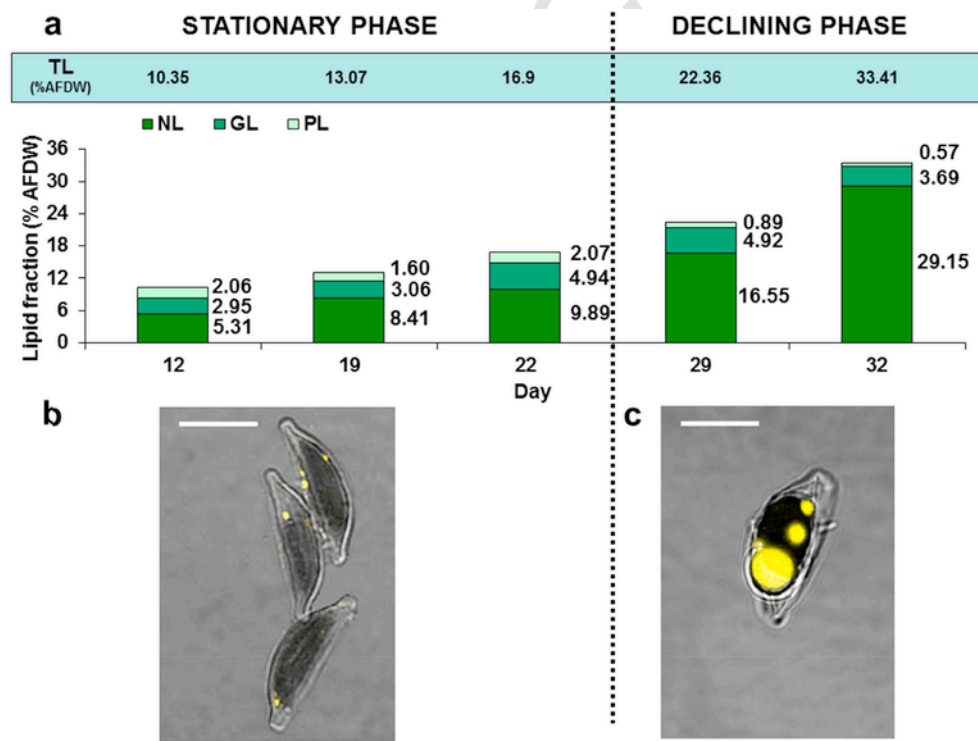 a STATIONARY PHASE DECLINING PHASE
TL 10.35 13.07 16.9 22.36 33.41
(%AFDW)
NL GL PL
Lipid fraction (% AFDW)
36
30
24
18
12
6
0
2.06
2.95
5.31
1.60
3.06
8.41
2.07
4.94
9.89
0.89
4.92
16.55
0.57
3.69
29.15
12 19 22 29 32
Day
b c